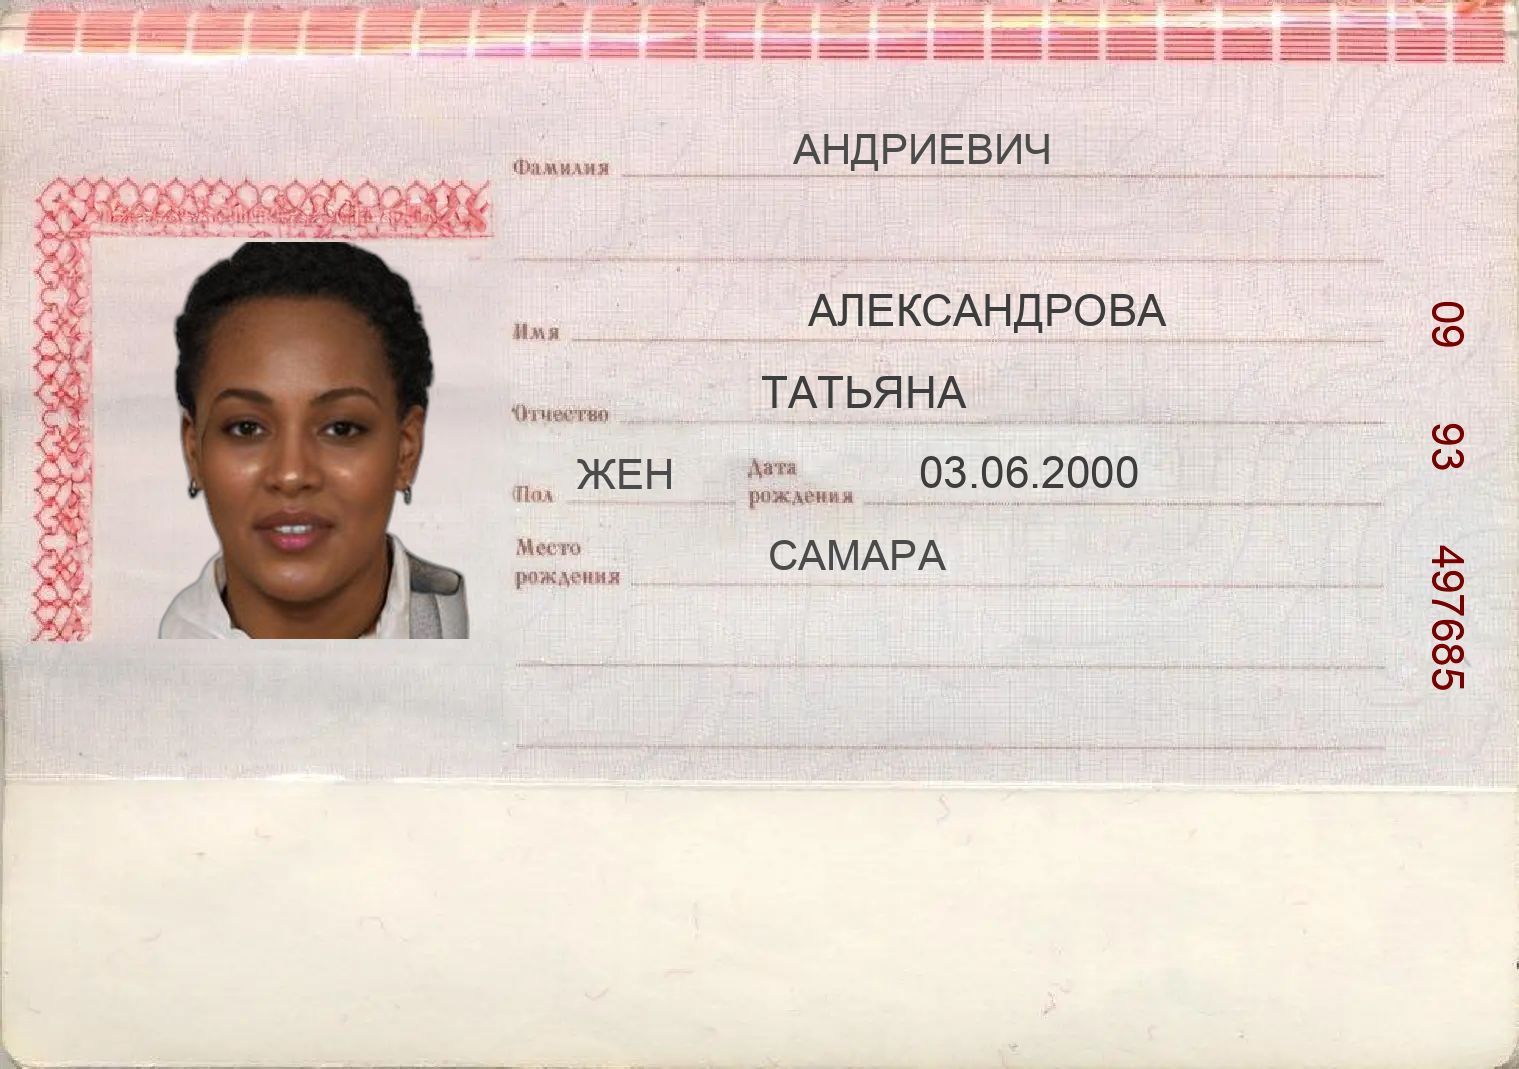 Фамилия АНДРИЕВИЧ
Имя АЛЕКСАНДРОВА
Отчество ТАТЬЯНА
Пол ЖЕН Дата рождения 03.06.2000
Место рождения САМАРА
09 93 497685